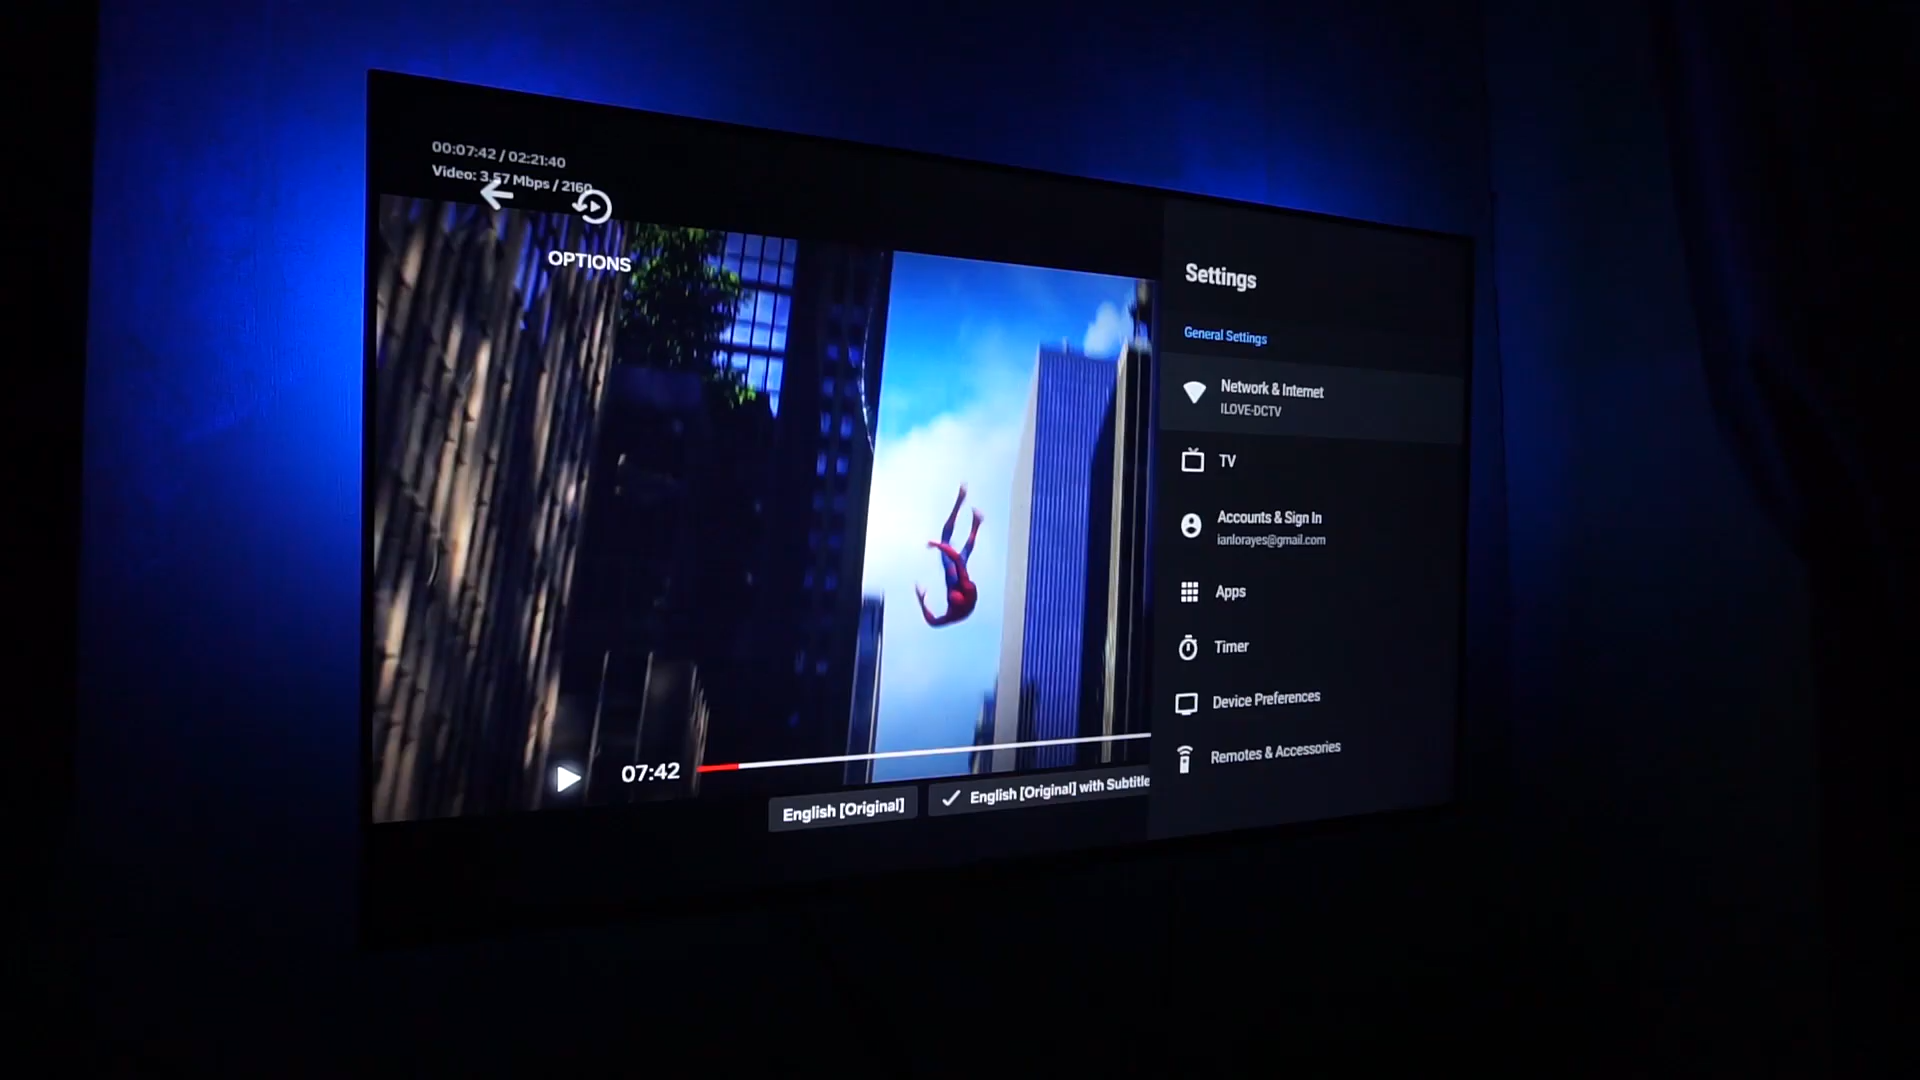 00:07:42 / 02:21:40
Video: 3.57 Mbps / 2160
OPTIONS
07:42
English [Original]
English [Original] with Subtitle
Settings
General Settings
Network & Internet
ILOVE-DCTV
TV
Accounts & Sign In
ianlorayes@gmail.com
Apps
Timer
Device Preferences
Remotes & Accessories